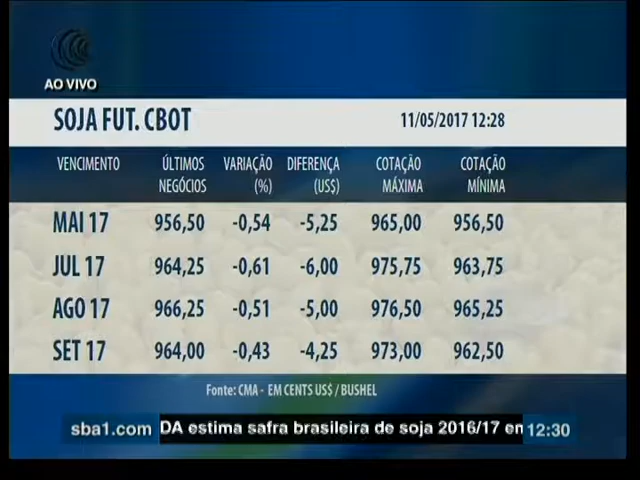 AO VIVO
SOJA FUT. CBOT 11/05/2017 12:28
VENCIMENTO ÚLTIMOS NEGÓCIOS VARIAÇÃO (%) DIFERENÇA (US$) COTAÇÃO MÁXIMA COTAÇÃO MÍNIMA
MAI 17 956,50 -0,54 -5,25 965,00 956,50
JUL 17 964,25 -0,61 -6,00 975,75 963,75
AGO 17 966,25 -0,51 -5,00 976,50 965,25
SET 17 964,00 -0,43 -4,25 973,00 962,50
Fonte: CMA - EM CENTS US$ / BUSHEL
sba1.com DA estima safra brasileira de soja 2016/17 en 12:30